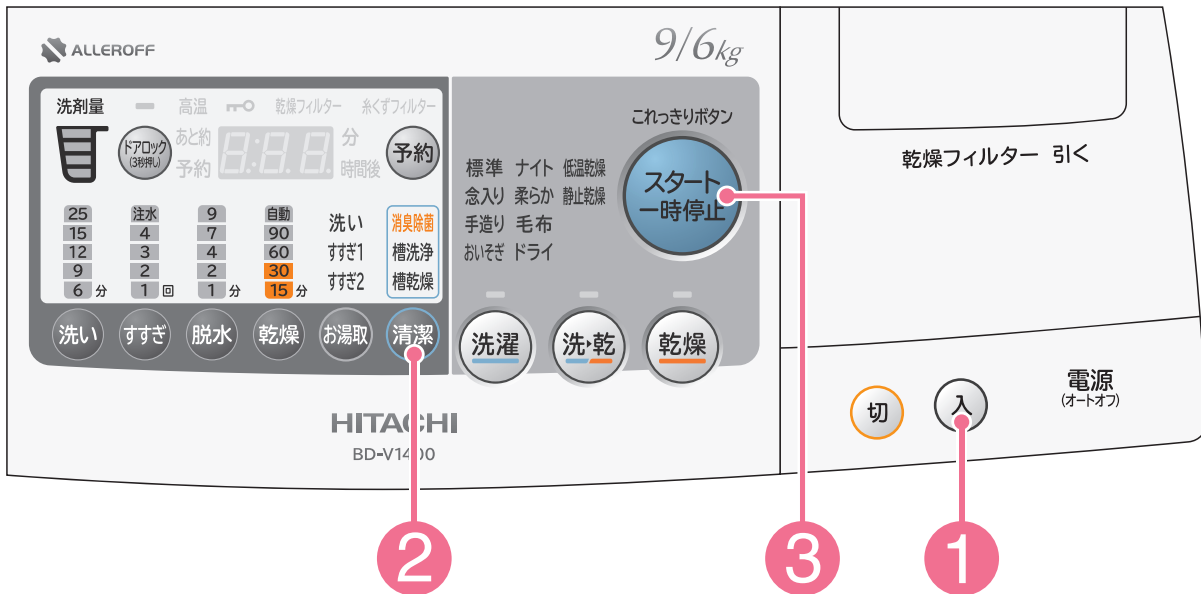 ALLEROFF
9/6kg
洗剤量
高温
乾燥フィルター
糸くずフィルター
ドアロック
(3秒押し)
あと約
予約
8:8.8
分
時間後
予約
25
15
12
9
6 分
注水
4
3
2
1 回
9
7
4
2
1 分
自動
90
60
30
15 分
洗い
すすぎ1
すすぎ2
消臭除菌
槽洗浄
槽乾燥
洗い
すすぎ
脱水
乾燥
お湯取
清潔
標準 ナイト 低温乾燥
念入り 柔らか 静止乾燥
手造り 毛布
おいそぎ ドライ
これっきりボタン
スタート
一時停止
洗濯
洗▸乾
乾燥
HITACHI
BD-V1400
乾燥フィルター 引く
切
入
電源
(オートオフ)
2
3
1